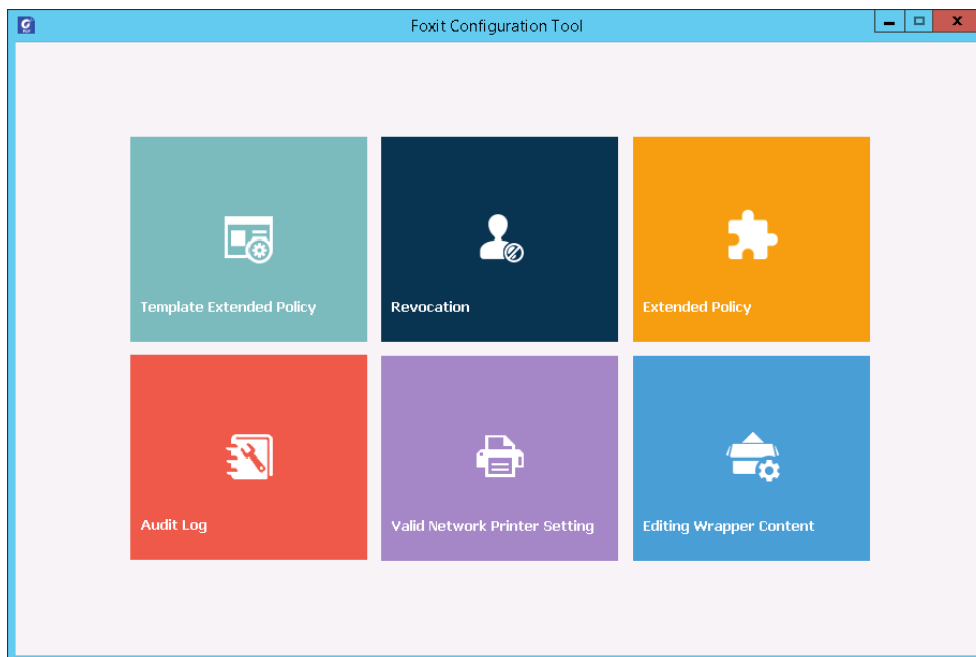 Foxit Configuration Tool
Template Extended Policy
Revocation
Extended Policy
Audit Log
Valid Network Printer Setting
Editing Wrapper Content